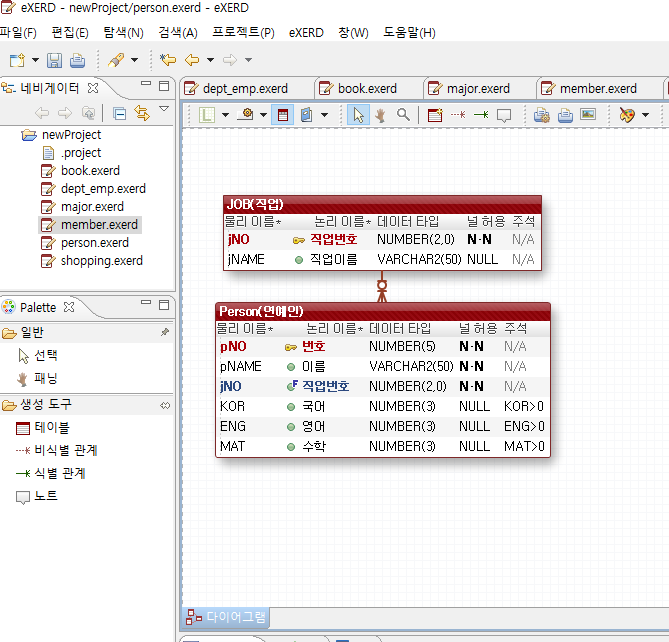 eXERD - newProject/person.exerd - eXERD
파일(F) 편집(E) 탐색(N) 검색(A) 프로젝트(P) eXERD 창(W) 도움말(H)
네비게이터
newProject
.project
book.exerd
dept_emp.exerd
major.exerd
member.exerd
person.exerd
shopping.exerd
Palette
일반
선택
패닝
생성 도구
테이블
비식별 관계
식별 관계
노트
dept_emp.exerd book.exerd major.exerd member.exerd
L
JOB(직업)
물리 이름* 논리 이름* 데이터 타입 널 허용 주석
jNO 직업번호 NUMBER(2,0) N·N N/A
jNAME 직업이름 VARCHAR2(50) NULL N/A
Person(연예인)
물리 이름* 논리 이름* 데이터 타입 널 허용 주석
pNO 번호 NUMBER(5) N·N N/A
pNAME 이름 VARCHAR2(50) N·N N/A
jNO F 직업번호 NUMBER(2,0) N·N N/A
KOR 국어 NUMBER(3) NULL KOR>0
ENG 영어 NUMBER(3) NULL ENG>0
MAT 수학 NUMBER(3) NULL MAT>0
다이어그램